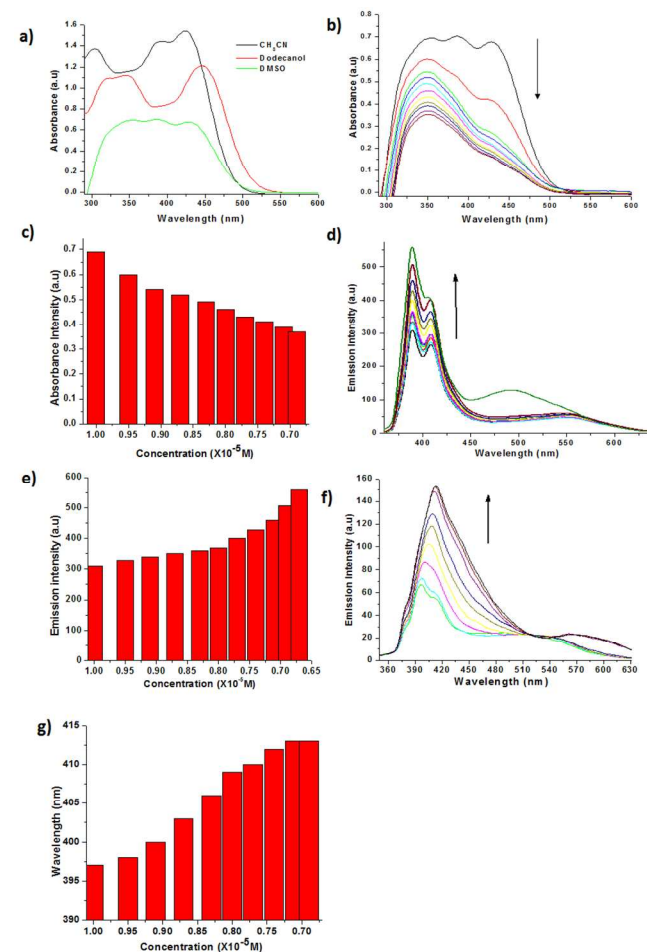 a)
CH3CN
Dodecanol
DMSO
Absorbance (a.u)
1.6
1.4
1.2
1.0
0.8
0.6
0.4
0.2
0.0
300 350 400 450 500 550 600
Wavelength (nm)
b)
Absorbance (a.u)
0.8
0.7
0.6
0.5
0.4
0.3
0.2
0.1
0.0
300 350 400 450 500 550 600
Wavelength (nm)
c)
Absorbance Intensity (a.u)
0.7
0.6
0.5
0.4
0.3
0.2
0.1
0.0
1.00 0.95 0.90 0.85 0.80 0.75 0.70
Concentration (X10-5M)
d)
Emission intensity (a.u)
500
400
300
200
100
0
400 450 500 550 600
Wavelength (nm)
e)
Emission intensity (a.u)
600
500
400
300
200
100
0
1.00 0.95 0.90 0.85 0.80 0.75 0.70 0.65
Concentration (X10-5M)
f)
Emission Intensity (a.u)
160
140
120
100
80
60
40
20
0
360 390 420 450 480 510 540 570 600 630
Wavelength (nm)
g)
Wavelength (nm)
415
410
405
400
395
390
1.00 0.95 0.90 0.85 0.80 0.75 0.70
Concentration (X10-5M)